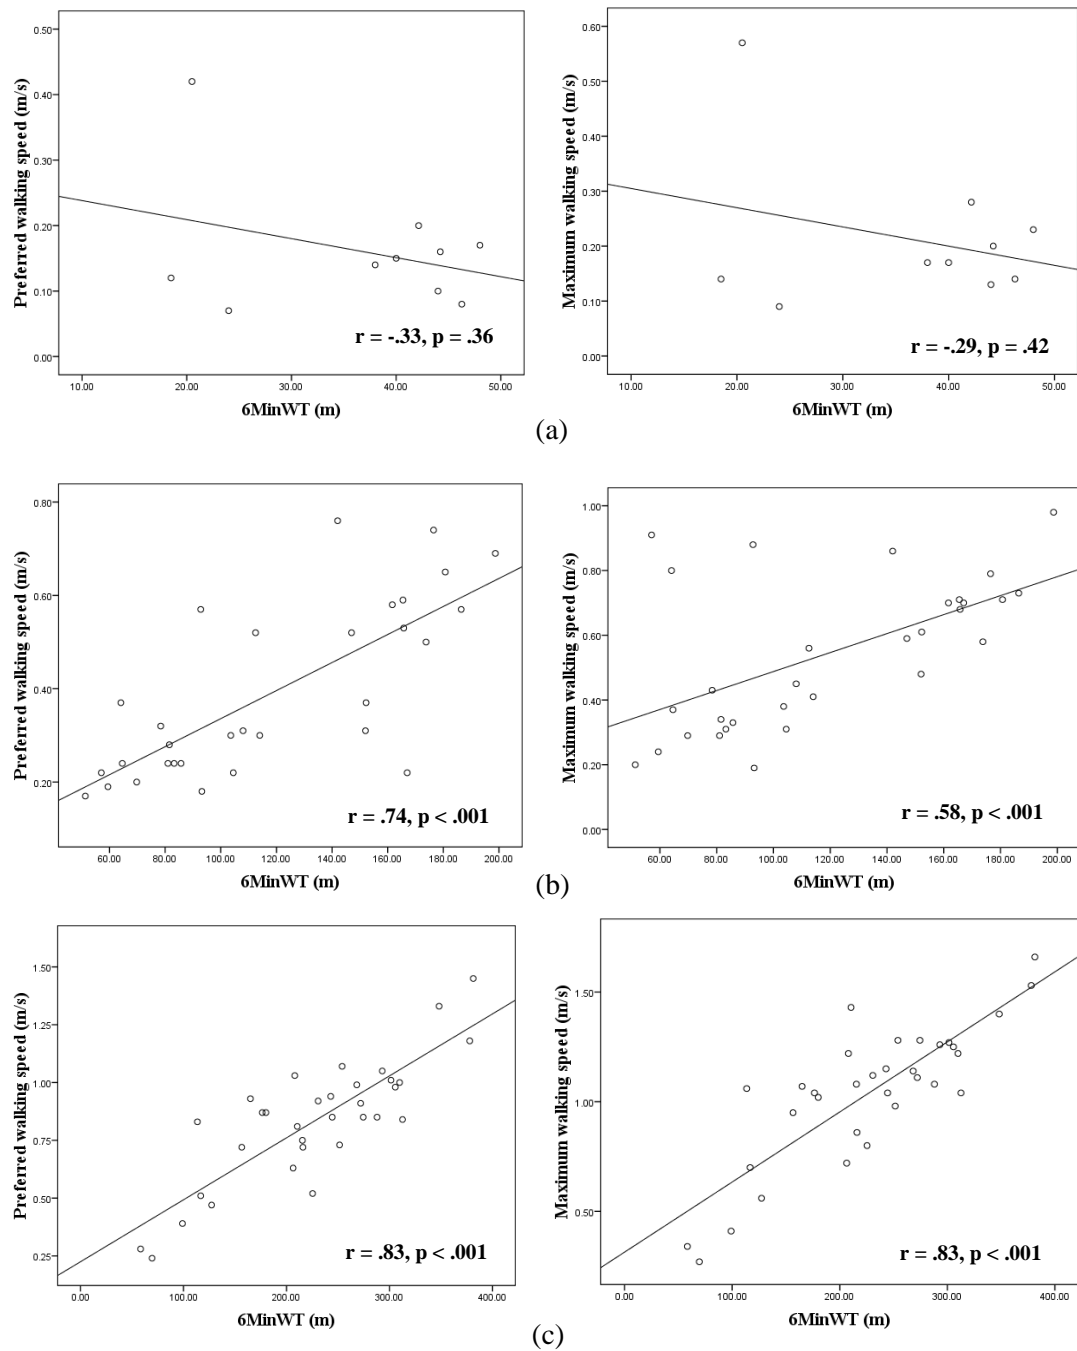 0.50
0.40
0.30
0.20
0.10
0.00
Preferred walking speed (m/s)
r = -.33, p = .36
10.00 20.00 30.00 40.00 50.00
6MinWT (m)
0.60
0.50
0.40
0.30
0.20
0.10
0.00
Maximum walking speed (m/s)
r = -.29, p = .42
10.00 20.00 30.00 40.00 50.00
6MinWT (m)
(a)
0.80
0.60
0.40
0.20
Preferred walking speed (m/s)
r = .74, p < .001
60.00 80.00 100.00 120.00 140.00 160.00 180.00 200.00
6MinWT (m)
1.00
0.80
0.60
0.40
0.20
0.00
Maximum walking speed (m/s)
r = .58, p < .001
60.00 80.00 100.00 120.00 140.00 160.00 180.00 200.00
6MinWT (m)
(b)
1.50
1.25
1.00
0.75
0.50
0.25
Preferred walking speed (m/s)
r = .83, p < .001
0.00 100.00 200.00 300.00 400.00
6MinWT (m)
1.50
1.00
0.50
Maximum walking speed (m/s)
r = .83, p < .001
0.00 100.00 200.00 300.00 400.00
6MinWT (m)
(c)